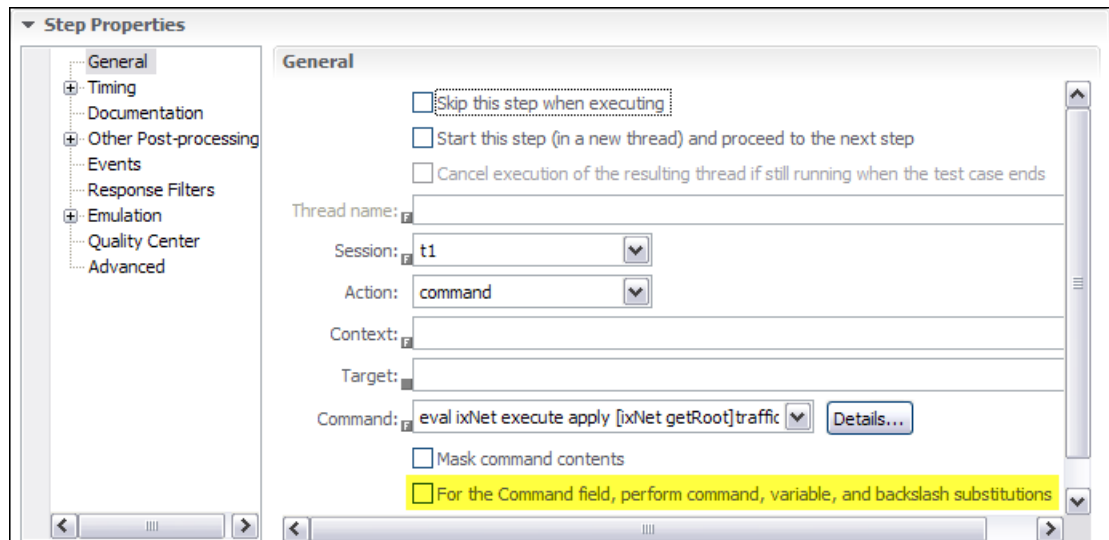 Step Properties
General
Timing
Documentation
Other Post-processing
Events
Response Filters
Emulation
Quality Center
Advanced
General
Skip this step when executing
Start this step (in a new thread) and proceed to the next step
Cancel execution of the resulting thread if still running when the test case ends
Thread name:
Session: t1
Action: command
Context:
Target:
Command: eval ixNet execute apply [ixNet getRoot]traffic Details...
Mask command contents
For the Command field, perform command, variable, and backslash substitutions